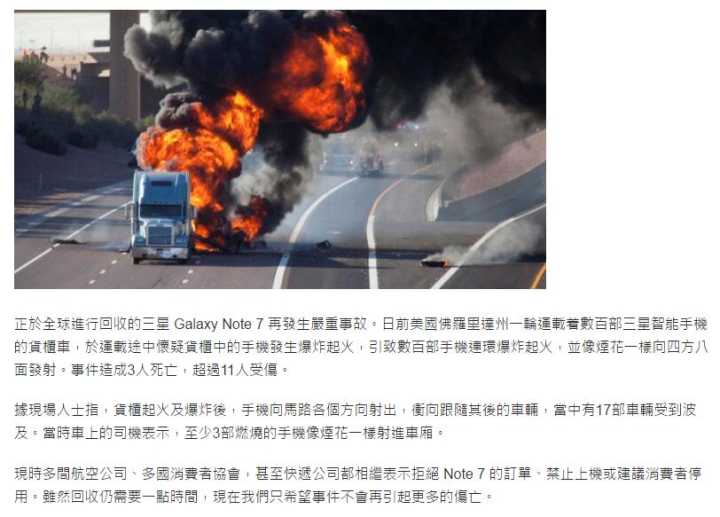 正於全球進行回收的三星 Galaxy Note 7 再發生嚴重事故。日前美國佛羅里達州一輪運載着數百部三星智能手機
的貨櫃車，於運載途中懷疑貨櫃中的手機發生爆炸起火，引致數百部手機連環爆炸起火，並像煙花一樣向四方八
面發射。事件造成3人死亡，超過11人受傷。
據現場人士指，貨櫃起火及爆炸後，手機向馬路各個方向射出，衝向跟隨其後的車輛，當中有17部車輛受到波
及。當時車上的司機表示，至少3部燃燒的手機像煙花一樣射進車廂。
現時多間航空公司、多國消費者協會，甚至快遞公司都相繼表示拒絕 Note 7 的訂單、禁止上機或建議消費者停
用。雖然回收仍需要一點時間，現在我們只希望事件不會再引起更多的傷亡。